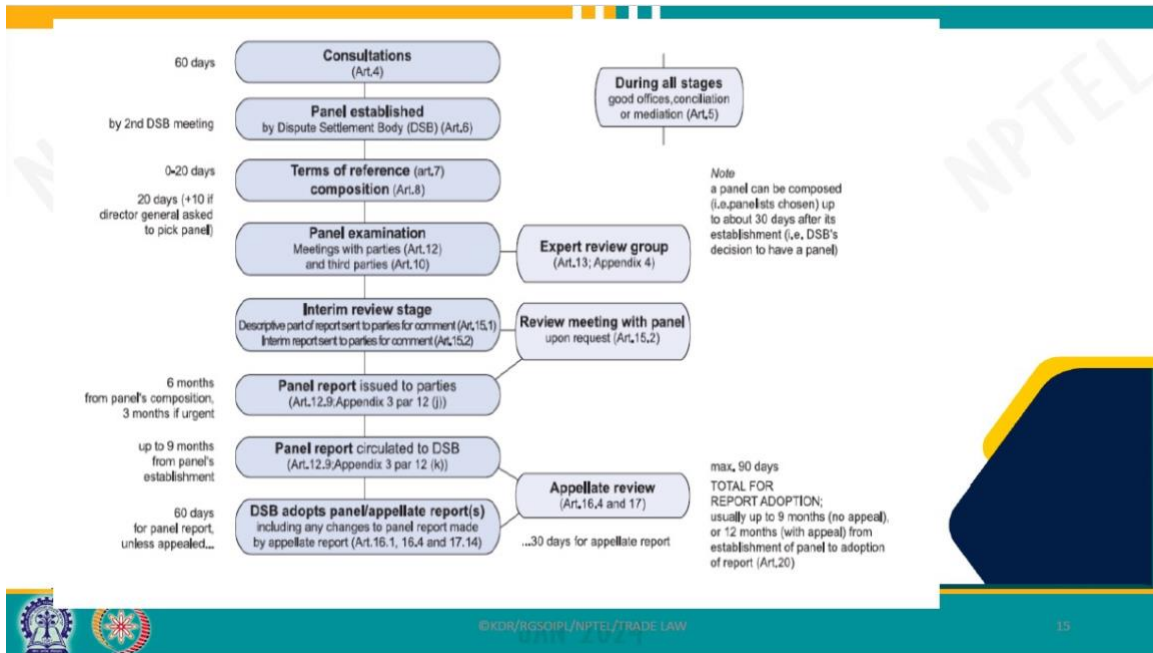 60 days
Consultations
(Art.4)
During all stages
good offices,conciliation
or mediation (Art.5)
by 2nd DSB meeting
Panel established
by Dispute Settlement Body (DSB) (Art.6)
0-20 days
Terms of reference (art.7)
composition (Art.8)
20 days (+10 if
director general asked
to pick panel)
Panel examination
Meetings with parties (Art.12)
and third parties (Art.10)
Expert review group
(Art.13; Appendix 4)
Note
a panel can be composed
(i.e.panelists chosen) up
to about 30 days after its
establishment (i.e. DSB's
decision to have a panel)
Interim review stage
Descriptive part of report sent to parties for comment (Art.15.1)
Interim report sent to parties for comment (Art.15.2)
Review meeting with panel
upon request (Art.15.2)
6 months
from panel's composition,
3 months if urgent
Panel report issued to parties
(Art.12.9;Appendix 3 par 12 (j))
up to 9 months
from panel's
establishment
Panel report circulated to DSB
(Art.12.9;Appendix 3 par 12 (k))
Appellate review
(Art.16.4 and 17)
max. 90 days
TOTAL FOR
REPORT ADOPTION;
usually up to 9 months (no appeal),
or 12 months (with appeal) from
establishment of panel to adoption
of report (Art.20)
60 days
for panel report,
unless appealed...
DSB adopts panel/appellate report(s)
including any changes to panel report made
by appellate report (Art.16.1, 16.4 and 17.14)
...30 days for appellate report
NPTEL
©KDR/RGSOIPL/NPTEL/TRADE LAW
JAN 2024
15